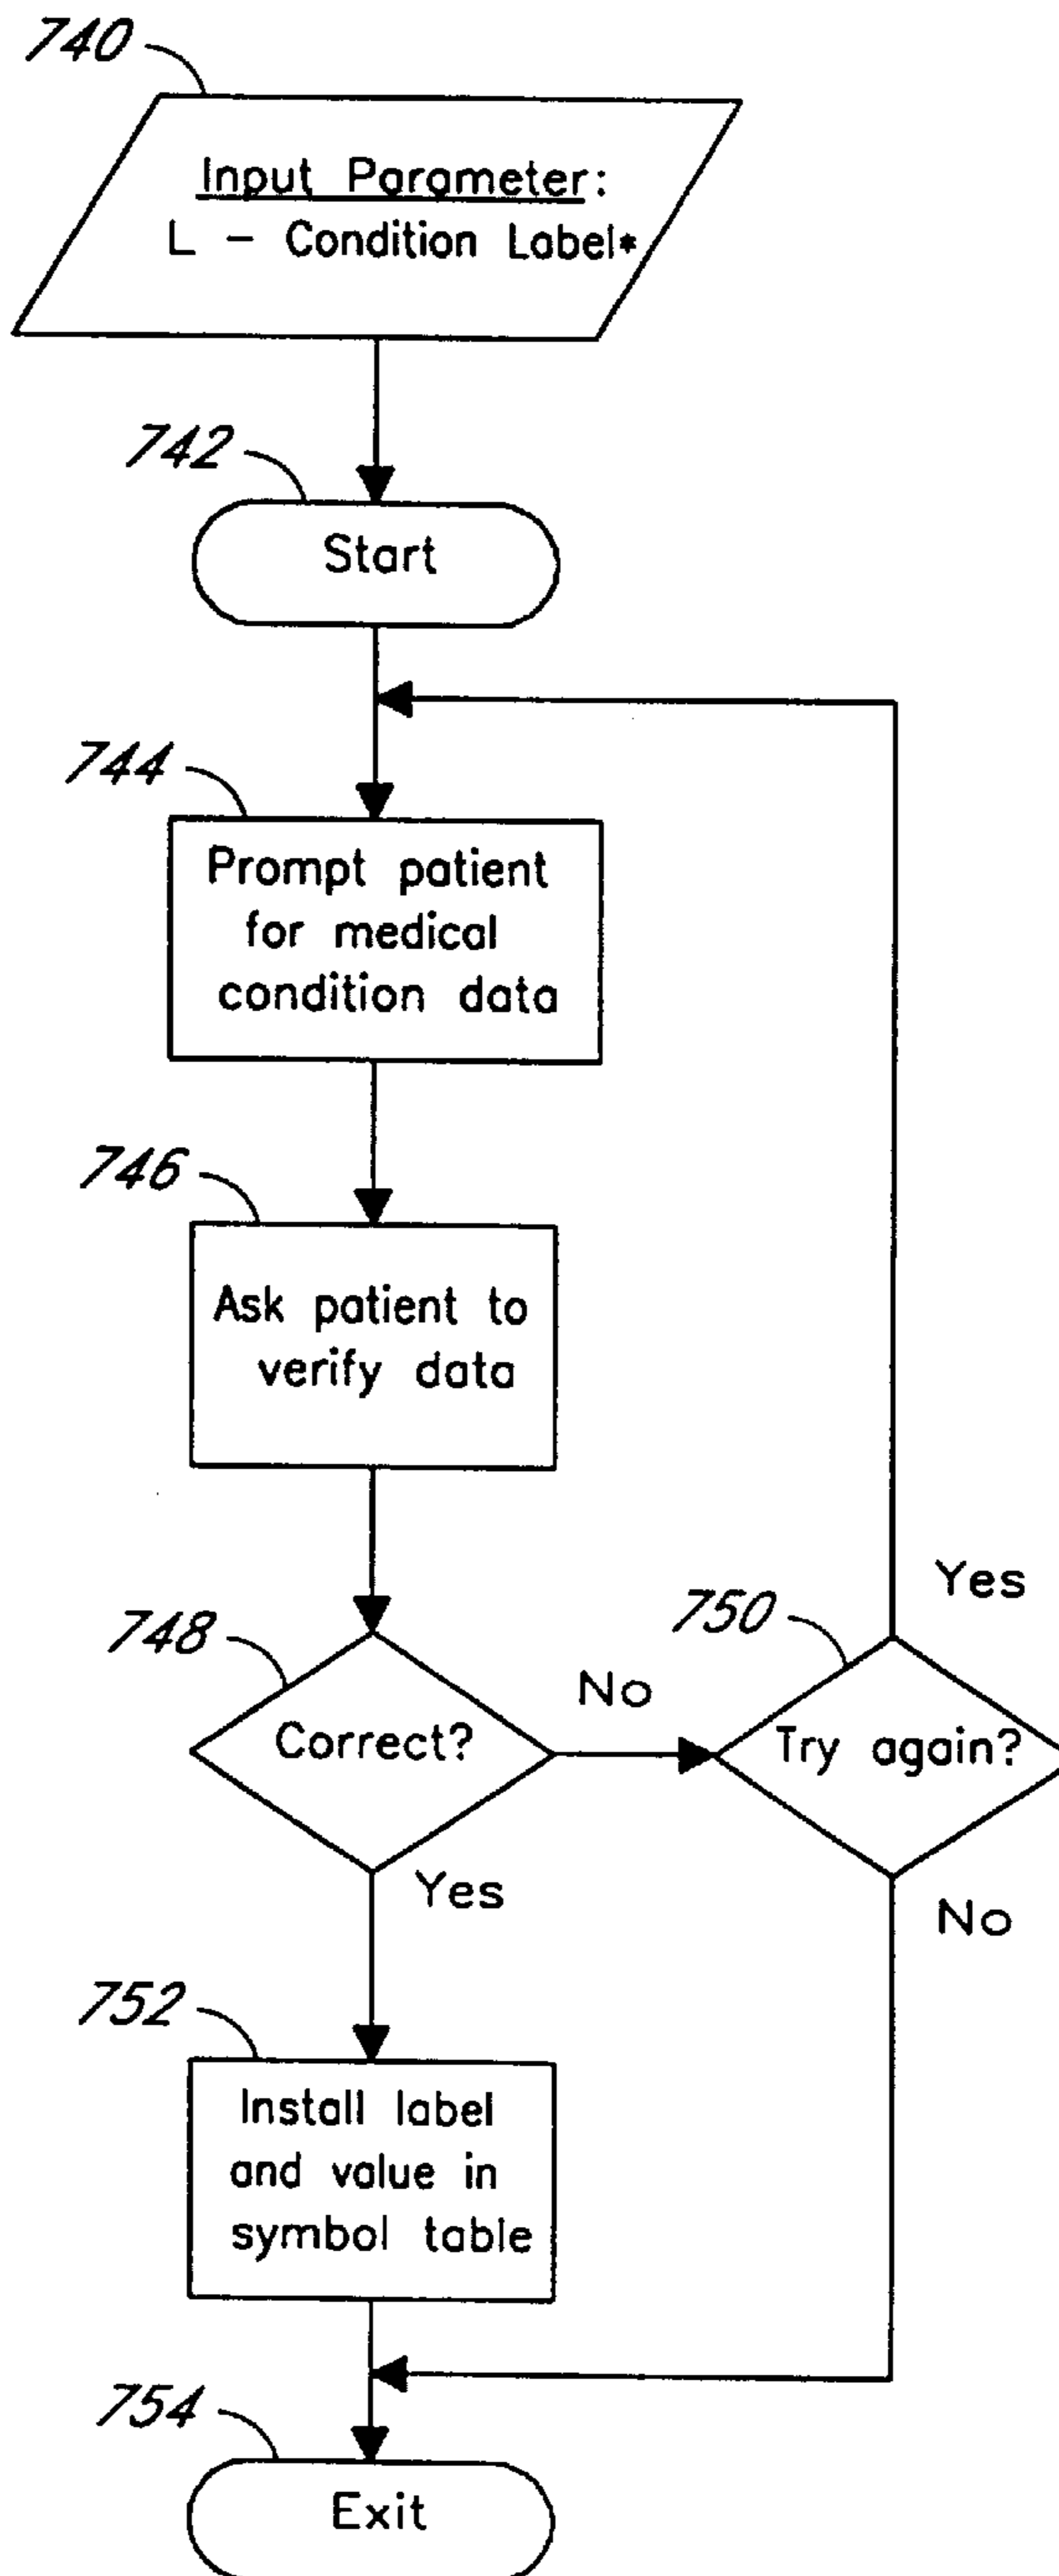 740
Input Parameter:
L - Condition Label*
742
Start
744
Prompt patient
for medical
condition data
746
Ask patient to
verify data
748
Correct?
No
750
Try again?
Yes
No
Yes
752
Install label
and value in
symbol table
754
Exit